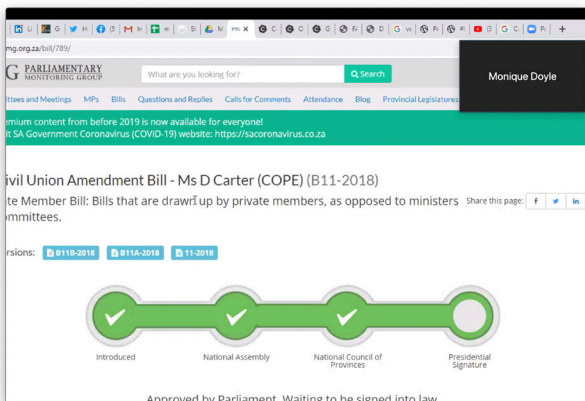 mg.org.za/bill/789/
G PARLIAMENTARY
MONITORING GROUP
What are you looking for?
Search
Monique Doyle
ittees and Meetings MPs Bills Questions and Replies Calls for Comments Attendance Blog Provincial Legislatures
emium content from before 2019 is now available for everyone!
it SA Government Coronavirus (COVID-19) website: https://sacoronavirus.co.za
ivil Union Amendment Bill - Ms D Carter (COPE) (B11-2018)
te Member Bill: Bills that are drawn up by private members, as opposed to ministers
ommittees.
Share this page:
rsions: B11B-2018 B11A-2018 11-2018
Introduced
National Assembly
National Council of
Provinces
Presidential
Signature
Approved by Parliament. Waiting to be signed into law